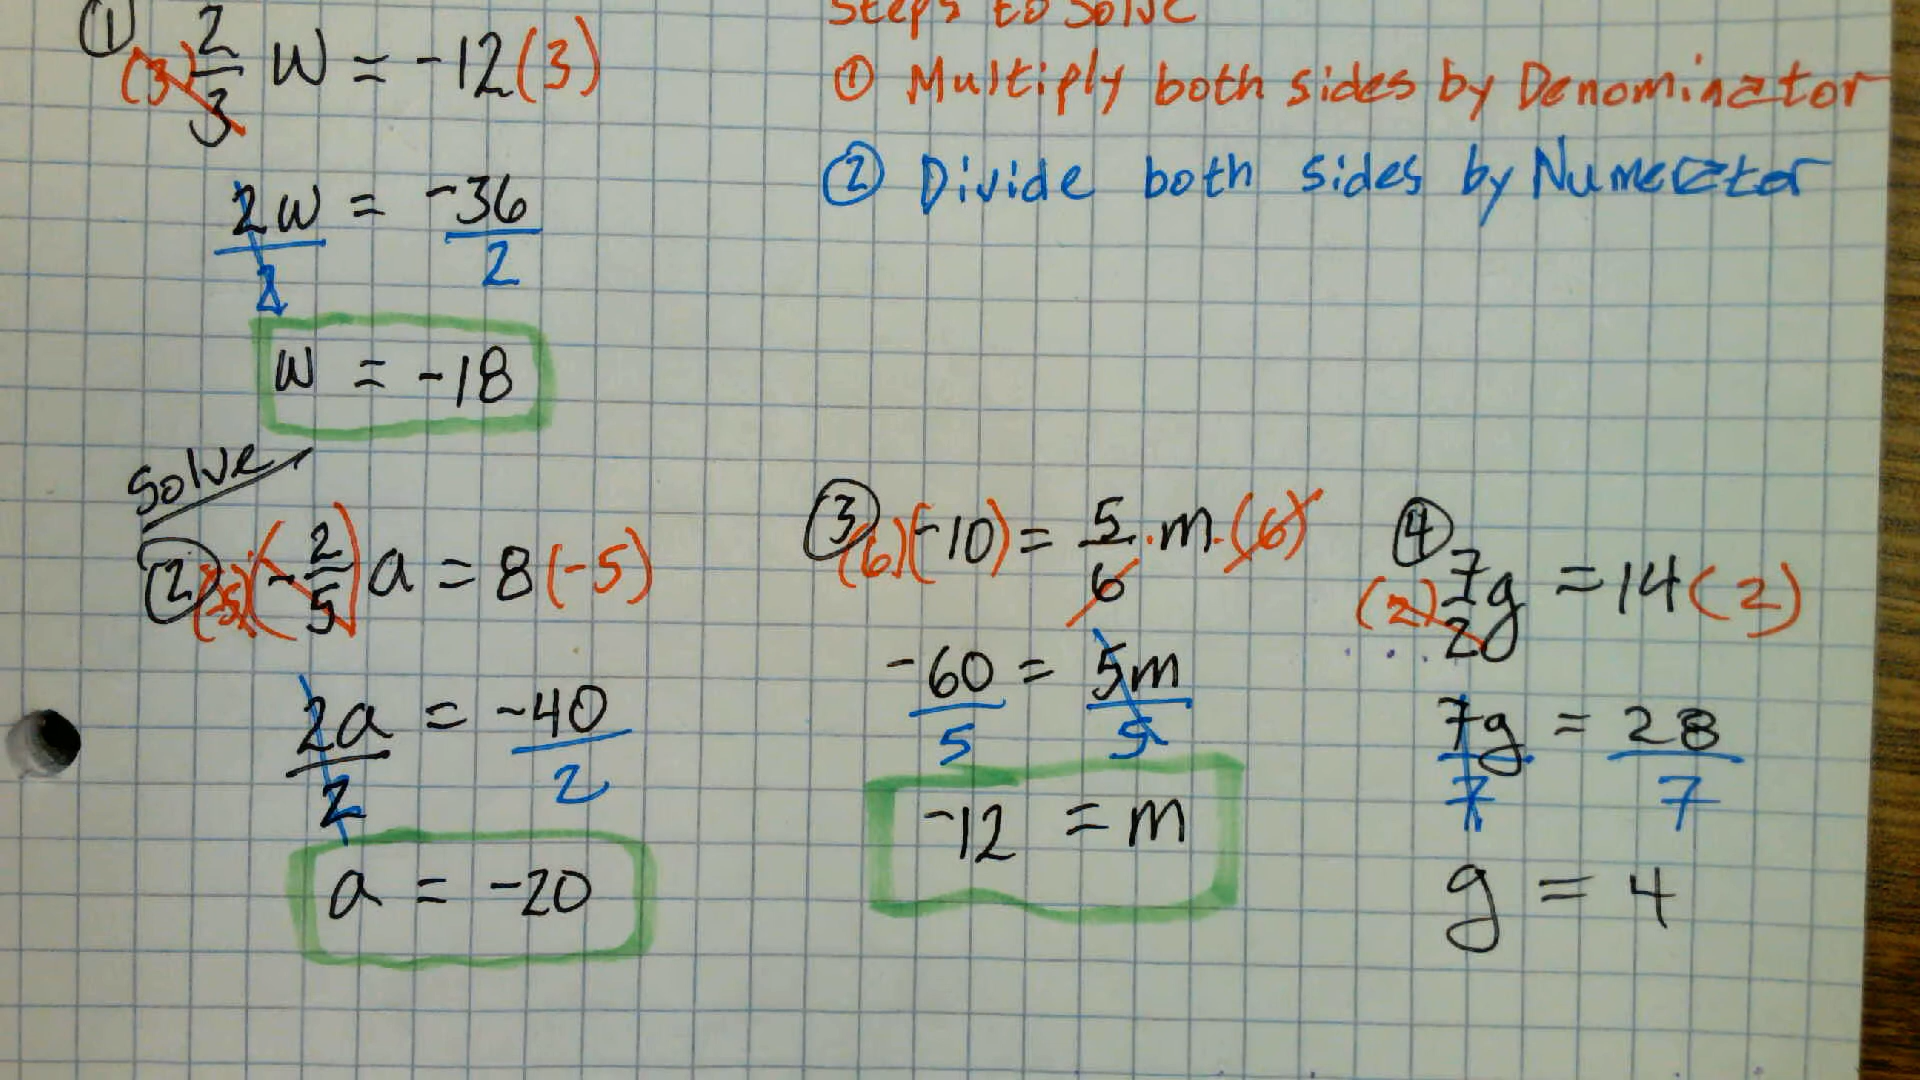 Steps to Solve
① Multiply both sides by Denominator
② Divide both sides by Numerator
① (3) 2/3 W = -12(3)
2w/2 = -36/2
w = -18
Solve
② (-5)(-2/5)a = 8(-5)
2a/2 = -40/2
a = -20
③ (6)(-10) = 5/6 · m · (6)
-60/5 = 5m/5
-12 = m
④ (2) 7/2 g = 14(2)
7g/7 = 28/7
g = 4